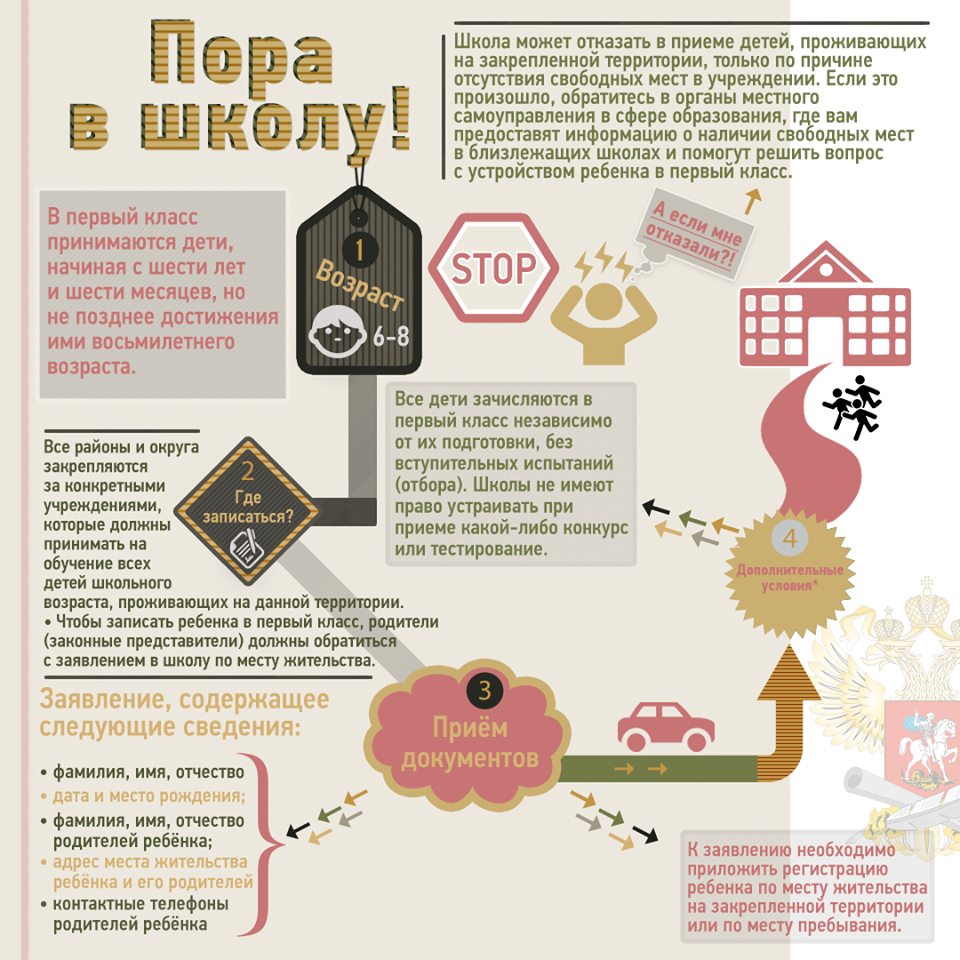 Пора
в школу!
Школа может отказать в приеме детей, проживающих
на закрепленной территории, только по причине
отсутствия свободных мест в учреждении. Если это
произошло, обратитесь в органы местного
самоуправления в сфере образования, где вам
предоставят информацию о наличии свободных мест
в близлежащих школах и помогут решить вопрос
с устройством ребенка в первый класс.
В первый класс
принимаются дети,
начиная с шести лет
и шести месяцев, но
не позднее достижения
ими восьмилетнего
возраста.
1
Возраст
6-8
STOP
А если мне
отказали?!
Все дети зачисляются в
первый класс независимо
от их подготовки, без
вступительных испытаний
(отбора). Школы не имеют
право устраивать при
приеме какой-либо конкурс
или тестирование.
Все районы и округа
закрепляются
за конкретными
учреждениями,
которые должны
принимать на
обучение всех
детей школьного
возраста, проживающих на данной территории.
• Чтобы записать ребенка в первый класс, родители
(законные представители) должны обратиться
с заявлением в школу по месту жительства.
2
Где
записаться?
4
Дополнительные
условия*
3
Приём
документов
Заявление, содержащее
следующие сведения:
• фамилия, имя, отчество
• дата и место рождения;
• фамилия, имя, отчество
родителей ребёнка;
• адрес места жительства
ребёнка и его родителей
• контактные телефоны
родителей ребёнка
К заявлению необходимо
приложить регистрацию
ребенка по месту жительства
на закрепленной территории
или по месту пребывания.